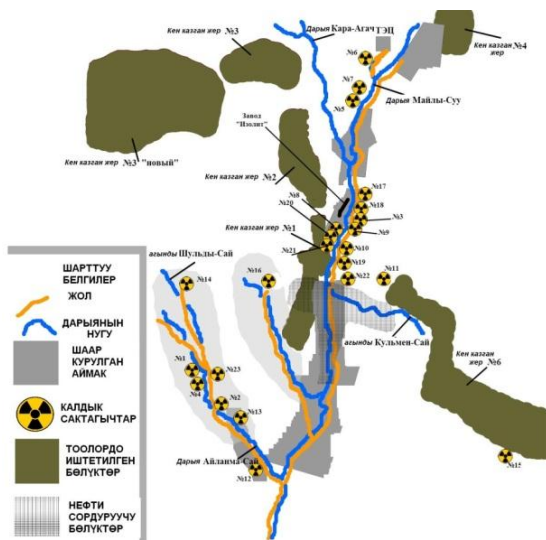 Кен казган жер №3
Дарыя Кара-Агач
ТЭЦ
№6
Кен казган жер №4
№7
№5
Дарыя Майлы-Суу
Завод
"Изолит"
Кен казган жер №3 "новый"
Кен казган жер
№2
№8
№20
№17
№18
№3
№9
Кен казган жер
№1
№21
№10
№19
№22
№11
агынды Шульды-Сай
№14
№16
агынды Кульмен-Сай
Кен казган
жер №6
№1
№4
№23
№2
№13
Дарыя Айланма-Сай
№12
№15
ШАРТТУУ
БЕЛГИЛЕР
ЖОЛ
ДАРЫЯНЫН
НУГУ
ШААР
КУРУЛГАН
АЙМАК
КАЛДЫК
САКТАГЫЧТАР
ТООЛОРДО
ИШТЕТИЛГЕН
БӨЛҮКТӨР
НЕФТИ
СОРДУРУУЧУ
БӨЛҮКТӨР